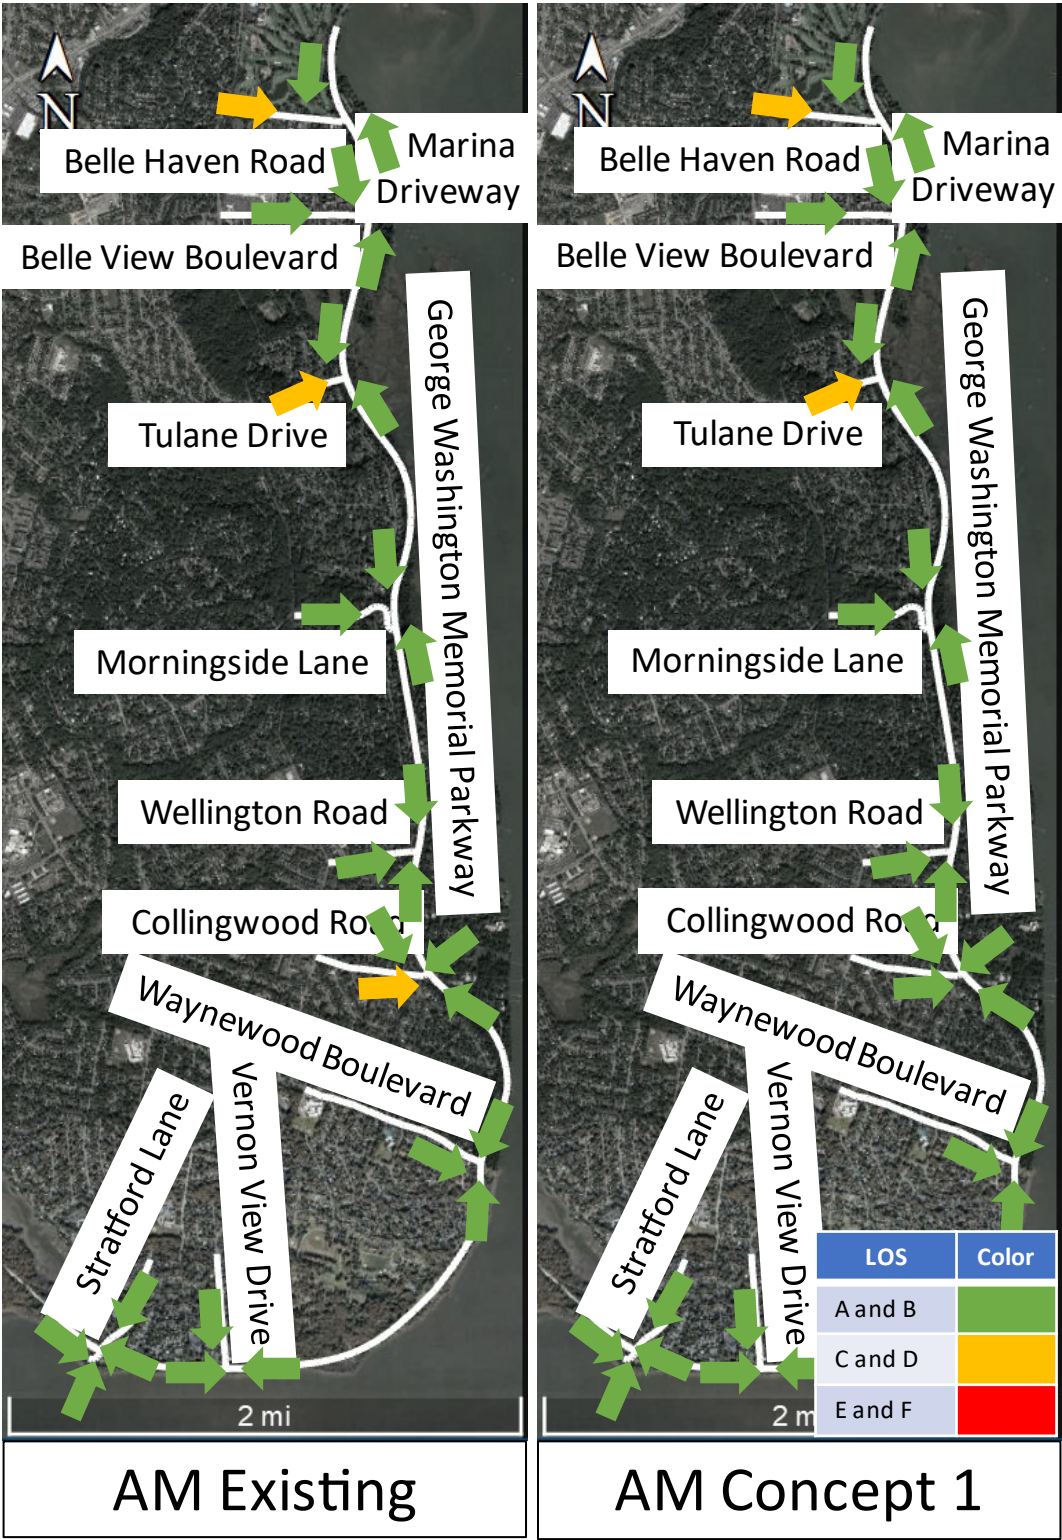 N
Belle Haven Road
Marina
Driveway
Belle View Boulevard
George Washington Memorial Parkway
Tulane Drive
Morningside Lane
Wellington Road
Collingwood Road
Waynewood Boulevard
Vernon View Drive
Stratford Lane
2 mi
AM Existing
N
Belle Haven Road
Marina
Driveway
Belle View Boulevard
George Washington Memorial Parkway
Tulane Drive
Morningside Lane
Wellington Road
Collingwood Road
Waynewood Boulevard
Vernon View Drive
Stratford Lane
LOS Color
A and B
C and D
E and F
2 m
AM Concept 1